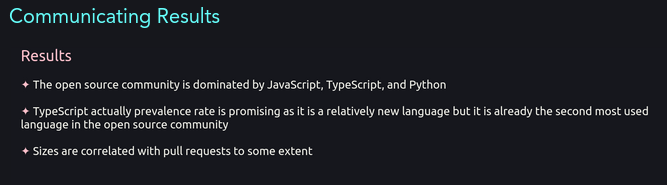 Communicating Results
Results
✦ The open source community is dominated by JavaScript, TypeScript, and Python
✦ TypeScript actually prevalence rate is promising as it is a relatively new language but it is already the second most used
language in the open source community
✦ Sizes are correlated with pull requests to some extent